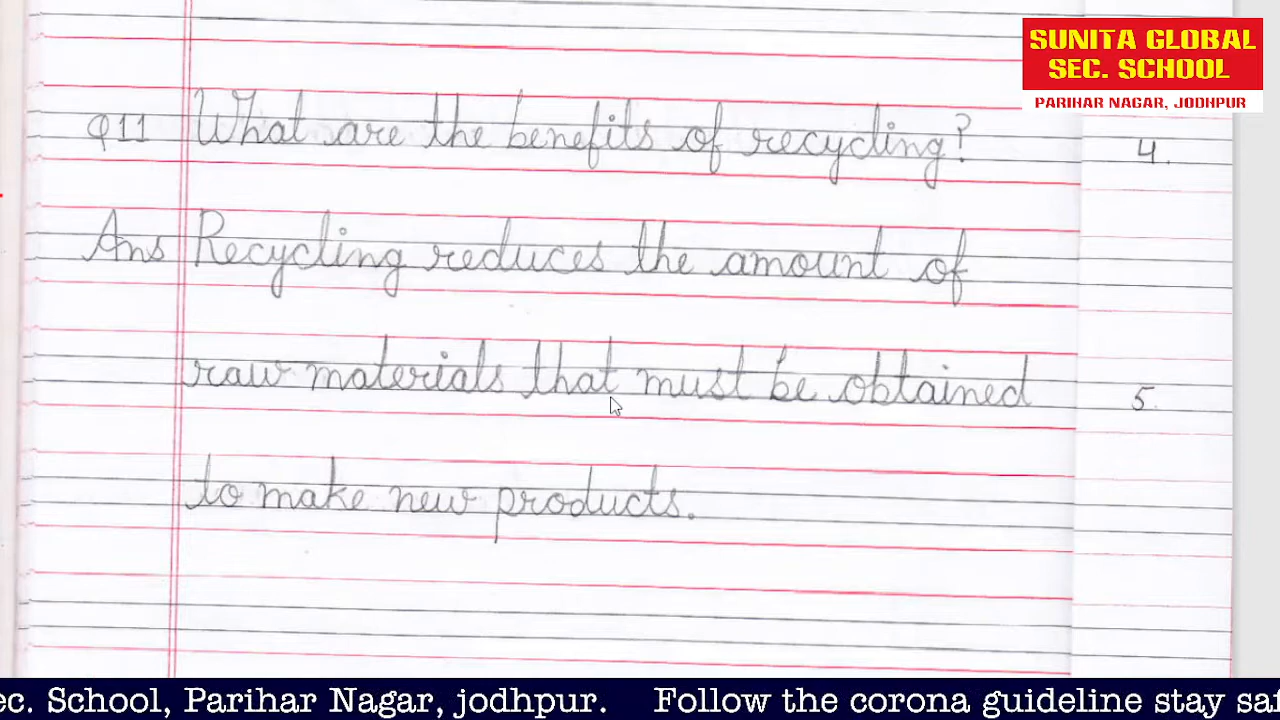 SUNITA GLOBAL
SEC. SCHOOL
PARIHAR NAGAR, JODHPUR
Q11 What are the benefits of recycling?
4.
Ans Recycling reduces the amount of
raw materials that must be obtained
5.
to make new products.
ec. School, Parihar Nagar, jodhpur. Follow the corona guideline stay sa